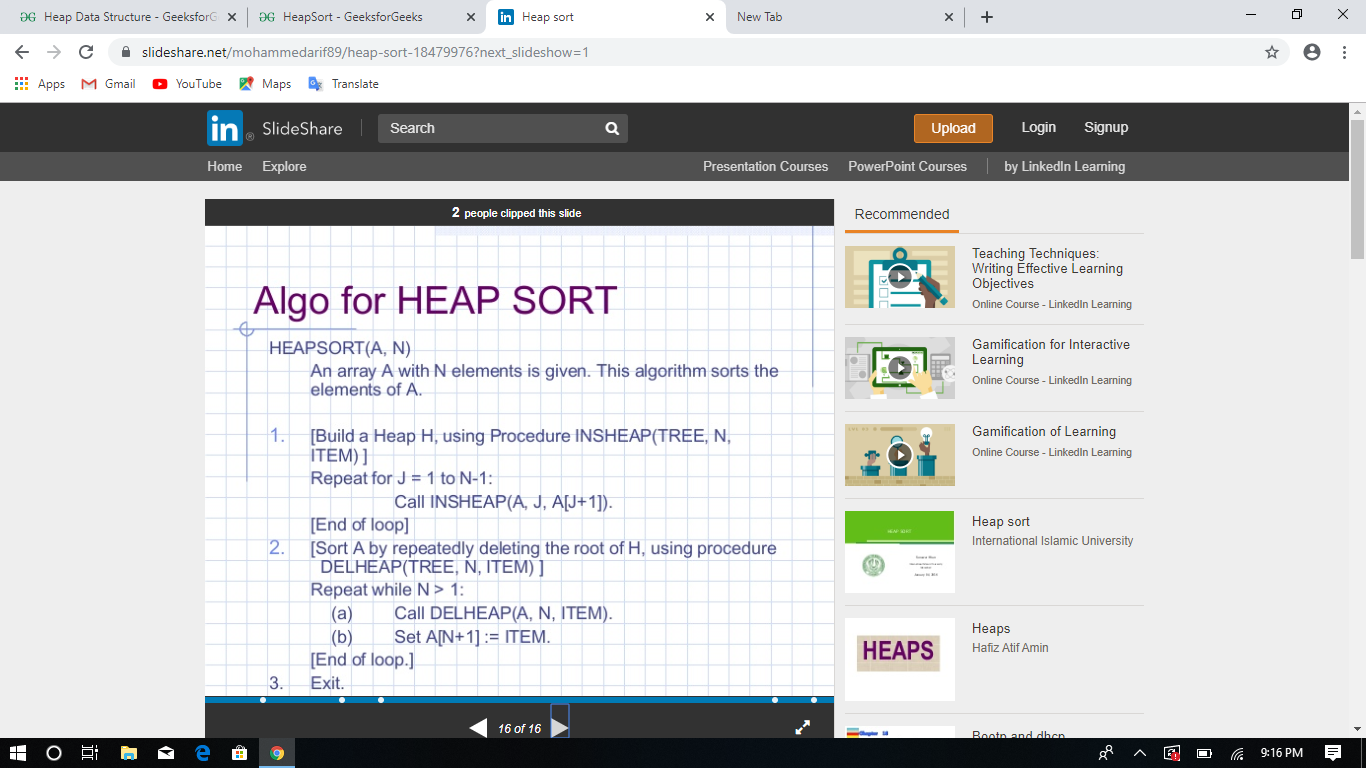 Heap Data Structure - GeeksforG
HeapSort - GeeksforGeeks
Heap sort
New Tab
slideshare.net/mohammedarif89/heap-sort-18479976?next_slideshow=1
Apps
Gmail
YouTube
Maps
Translate
in SlideShare
Search
Upload
Login
Signup
Home
Explore
Presentation Courses
PowerPoint Courses
by LinkedIn Learning
2 people clipped this slide
Algo for HEAP SORT
HEAPSORT(A, N)
An array A with N elements is given. This algorithm sorts the
elements of A.
1. [Build a Heap H, using Procedure INSHEAP(TREE, N,
ITEM) ]
Repeat for J = 1 to N-1:
Call INSHEAP(A, J, A[J+1]).
[End of loop]
2. [Sort A by repeatedly deleting the root of H, using procedure
DELHEAP(TREE, N, ITEM) ]
Repeat while N > 1:
(a) Call DELHEAP(A, N, ITEM).
(b) Set A[N+1] := ITEM.
[End of loop.]
3. Exit.
16 of 16
Recommended
Teaching Techniques:
Writing Effective Learning
Objectives
Online Course - LinkedIn Learning
Gamification for Interactive
Learning
Online Course - LinkedIn Learning
Gamification of Learning
Online Course - LinkedIn Learning
HEAP SORT
Heap sort
International Islamic University
HEAPS
Heaps
Hafiz Atif Amin
Bootp and dhcp
9:16 PM